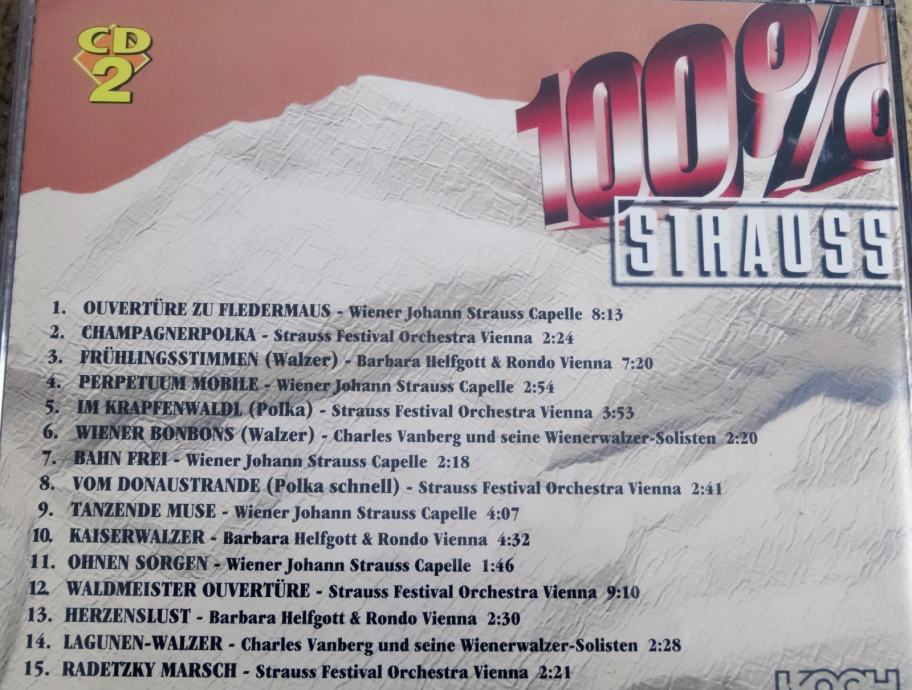 CD
2
100%
STRAUSS
1. OUVERTÜRE ZU FLEDERMAUS - Wiener Johann Strauss Capelle 8:13
2. CHAMPAGNERPOLKA - Strauss Festival Orchestra Vienna 2:24
3. FRÜHLINGSSTIMMEN (Walzer) - Barbara Helfgott & Rondo Vienna 7:20
4. PERPETUUM MOBILE - Wiener Johann Strauss Capelle 2:54
5. IM KRAPFENWALDL (Polka) - Strauss Festival Orchestra Vienna 3:53
6. WIENER BONBONS (Walzer) - Charles Vanberg und seine Wienerwalzer-Solisten 2:20
7. BAHN FREI - Wiener Johann Strauss Capelle 2:18
8. VOM DONAUSTRANDE (Polka schnell) - Strauss Festival Orchestra Vienna 2:41
9. TANZENDE MUSE - Wiener Johann Strauss Capelle 4:07
10. KAISERWALZER - Barbara Helfgott & Rondo Vienna 4:32
11. OHNEN SORGEN - Wiener Johann Strauss Capelle 1:46
12. WALDMEISTER OUVERTÜRE - Strauss Festival Orchestra Vienna 9:10
13. HERZENSLUST - Barbara Helfgott & Rondo Vienna 2:30
14. LAGUNEN-WALZER - Charles Vanberg und seine Wienerwalzer-Solisten 2:28
15. RADETZKY MARSCH - Strauss Festival Orchestra Vienna 2:21
KOCH